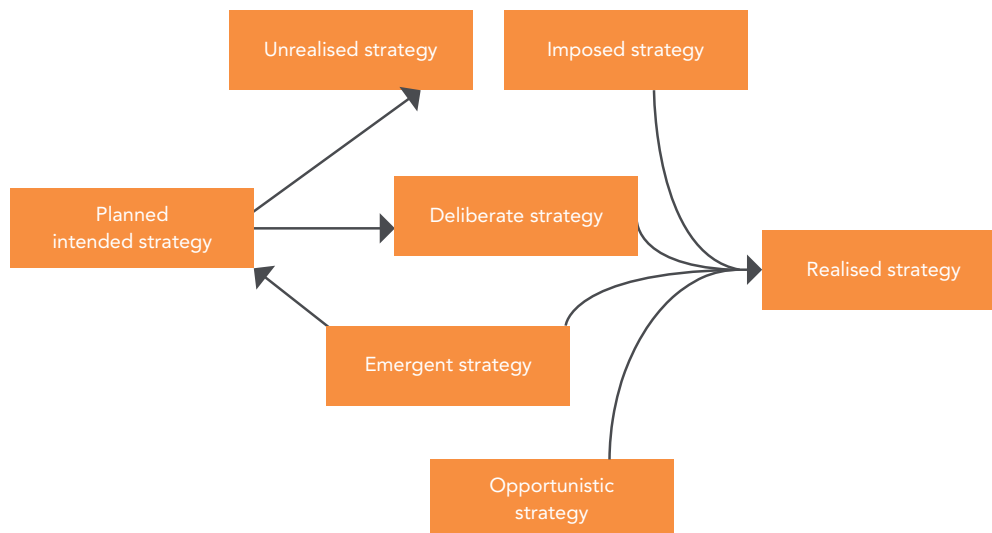 Unrealised strategy
Imposed strategy
Planned
intended strategy
Deliberate strategy
Realised strategy
Emergent strategy
Opportunistic
strategy